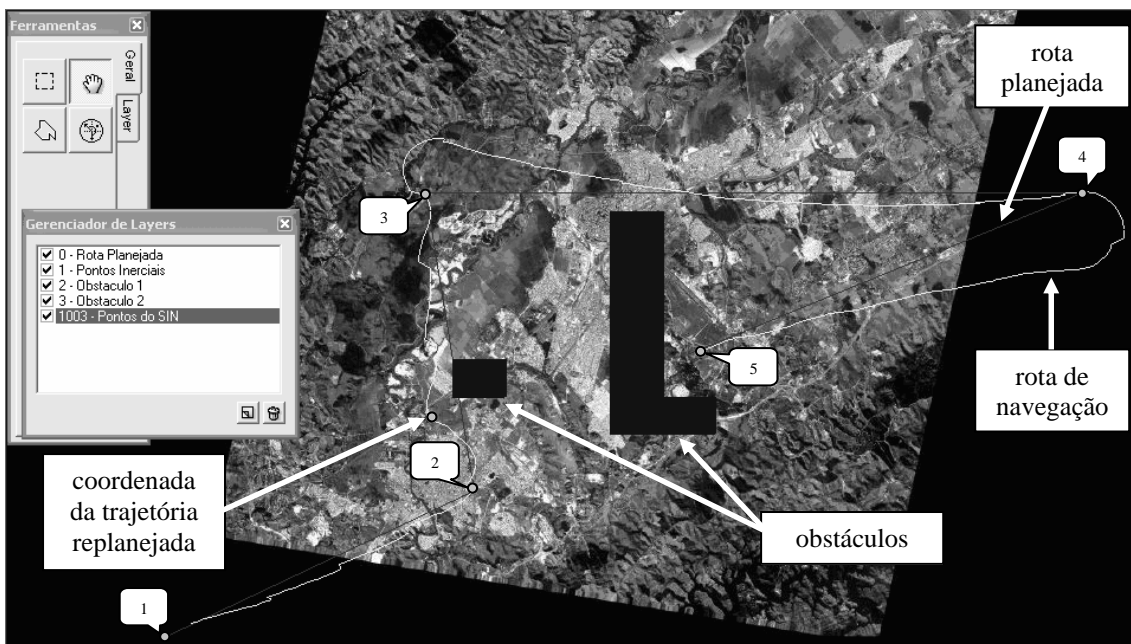 Ferramentas
Geral
Layer
Gerenciador de Layers
0 - Rota Planejada
1 - Pontos Inerciais
2 - Obstaculo 1
3 - Obstaculo 2
1003 - Pontos do SIN
rota
planejada
4
3
5
rota de
navegação
2
coordenada
da trajetória
replanejada
obstáculos
1